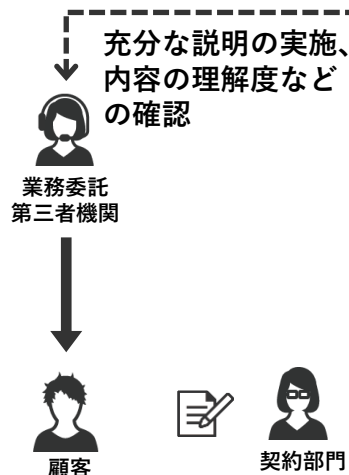 充分な説明の実施、
内容の理解度など
の確認
業務委託
第三者機関
顧客
契約部門